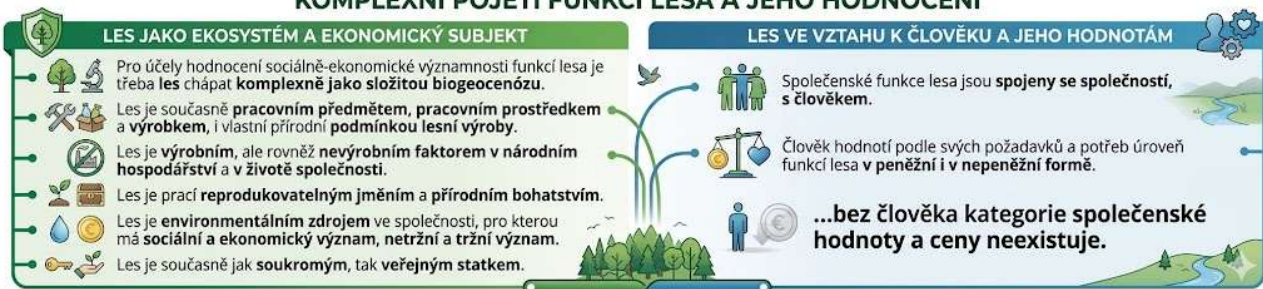 KOMPLEXNÍ POJETÍ FUNKCÍ LESA A JEHO HODNOCENÍ
LES JAKO EKOSYSTÉM A EKONOMICKÝ SUBJEKT
Pro účely hodnocení sociálně-ekonomické významnosti funkcí lesa je
třeba les chápat komplexně jako složitou biogeocenózu.
Les je současně pracovním předmětem, pracovním prostředkem
a výrobkem, i vlastní přírodní podmínkou lesní výroby.
Les je výrobním, ale rovněž nevýrobním faktorem v národním
hospodářství a v životě společnosti.
Les je prací reprodukovatelným jměním a přírodním bohatstvím.
Les je environmentálním zdrojem ve společnosti, pro kterou
má sociální a ekonomický význam, netržní a tržní význam.
Les je současně jak soukromým, tak veřejným statkem.
LES VE VZTAHU K ČLOVĚKU A JEHO HODNOTÁM
Společenské funkce lesa jsou spojeny se společností,
s člověkem.
Člověk hodnotí podle svých požadavků a potřeb úroveň
funkcí lesa v peněžní i v nepeněžní formě.
...bez člověka kategorie společenské
hodnoty a ceny neexistuje.